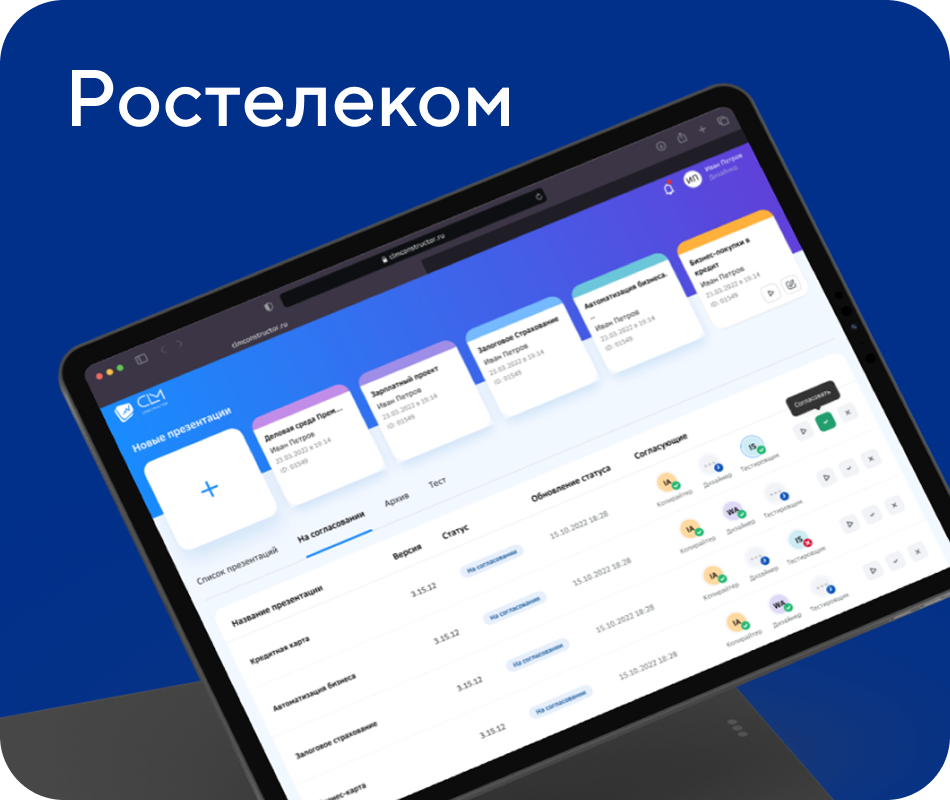 Ростелеком
clmconstructor.ru
clmconstructor.ru
ИП
Иван Петров
Дизайнер
CLM
Новые презентации
Деловая среда Прем...
Иван Петров
23.03.2022 в 19:14
ID: 01549
Зарплатный проект
Иван Петров
23.03.2022 в 19:14
ID: 01549
Залоговое Страхование
Иван Петров
23.03.2022 в 19:14
ID: 01549
Автоматизация бизнеса.
..
Иван Петров
23.03.2022 в 19:14
ID: 01549
Бизнес-покупки в
кредит
Иван Петров
23.03.2022 в 19:14
ID: 01549
Список презентаций
На согласовании
Архив
Тест
Согласовать
Название презентации
Версия
Статус
Обновление статуса
Согласующие
Кредитная карта
3.15.12
На согласовании
15.10.2022 18:28
IA
Копирайтер
Дизайнер
IS
Тестировщик
Автоматизация бизнеса
3.15.12
На согласовании
15.10.2022 18:28
IA
Копирайтер
WA
Дизайнер
Тестировщик
Залоговое страхование
3.15.12
На согласовании
15.10.2022 18:28
IA
Копирайтер
Дизайнер
IS
Тестировщик
знес-карта
3.15.12
На согласовании
15.10.2022 18:28
IA
Копирайтер
WA
Дизайнер
Тестировщик